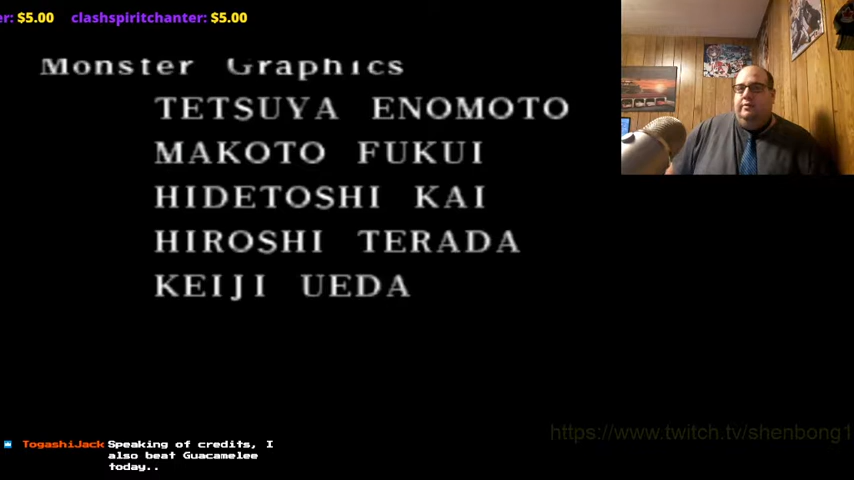 er: $5.00 clashspiritchanter: $5.00
Monster Graphics
TETSUYA ENOMOTO
MAKOTO FUKUI
HIDETOSHI KAI
HIROSHI TERADA
KEIJI UEDA
https://www.twitch.tv/shenbong1
TogashiJack Speaking of credits, I
also beat Guacamelee
today..